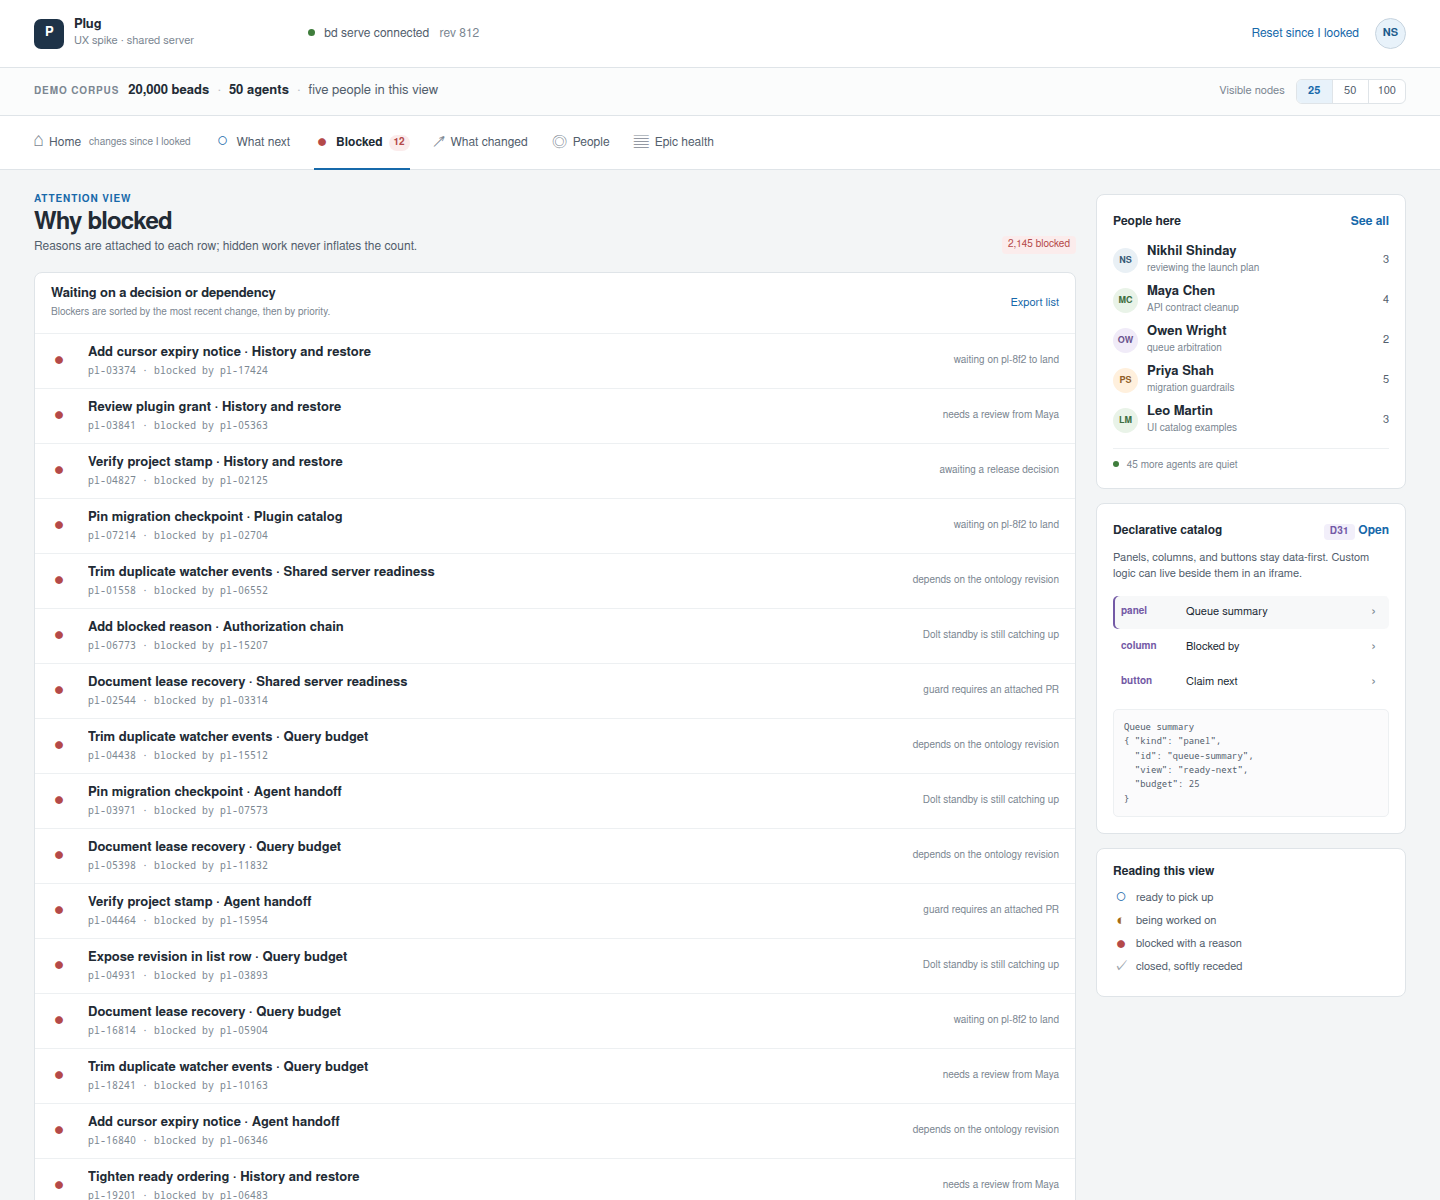 P
Plug
UX spike · shared server
bd serve connected rev 812
Reset since I looked
NS
DEMO CORPUS 20,000 beads · 50 agents · five people in this view
Visible nodes 25 50 100
Home changes since I looked
What next
Blocked 12
What changed
People
Epic health
ATTENTION VIEW
Why blocked
Reasons are attached to each row; hidden work never inflates the count.
2,145 blocked
Waiting on a decision or dependency
Blockers are sorted by the most recent change, then by priority.
Export list
Add cursor expiry notice · History and restore
pl-03374 · blocked by pl-17424
waiting on pl-8f2 to land
Review plugin grant · History and restore
pl-03841 · blocked by pl-05363
needs a review from Maya
Verify project stamp · History and restore
pl-04827 · blocked by pl-02125
awaiting a release decision
Pin migration checkpoint · Plugin catalog
pl-07214 · blocked by pl-02704
waiting on pl-8f2 to land
Trim duplicate watcher events · Shared server readiness
pl-01558 · blocked by pl-06552
depends on the ontology revision
Add blocked reason · Authorization chain
pl-06773 · blocked by pl-15207
Dolt standby is still catching up
Document lease recovery · Shared server readiness
pl-02544 · blocked by pl-03314
guard requires an attached PR
Trim duplicate watcher events · Query budget
pl-04438 · blocked by pl-15512
depends on the ontology revision
Pin migration checkpoint · Agent handoff
pl-03971 · blocked by pl-07573
Dolt standby is still catching up
Document lease recovery · Query budget
pl-05398 · blocked by pl-11832
depends on the ontology revision
Verify project stamp · Agent handoff
pl-04464 · blocked by pl-15954
guard requires an attached PR
Expose revision in list row · Query budget
pl-04931 · blocked by pl-03893
Dolt standby is still catching up
Document lease recovery · Query budget
pl-16814 · blocked by pl-05904
waiting on pl-8f2 to land
Trim duplicate watcher events · Query budget
pl-18241 · blocked by pl-10163
needs a review from Maya
Add cursor expiry notice · Agent handoff
pl-16840 · blocked by pl-06346
depends on the ontology revision
Tighten ready ordering · History and restore
pl-19201 · blocked by pl-06483
needs a review from Maya
People here
See all
NS Nikhil Shinday 3
reviewing the launch plan
MC Maya Chen 4
API contract cleanup
OW Owen Wright 2
queue arbitration
PS Priya Shah 5
migration guardrails
LM Leo Martin 3
UI catalog examples
45 more agents are quiet
Declarative catalog D31 Open
Panels, columns, and buttons stay data-first. Custom
logic can live beside them in an iframe.
panel Queue summary ›
column Blocked by ›
button Claim next ›
Queue summary
{ "kind": "panel",
"id": "queue-summary",
"view": "ready-next",
"budget": 25
}
Reading this view
ready to pick up
being worked on
blocked with a reason
closed, softly receded